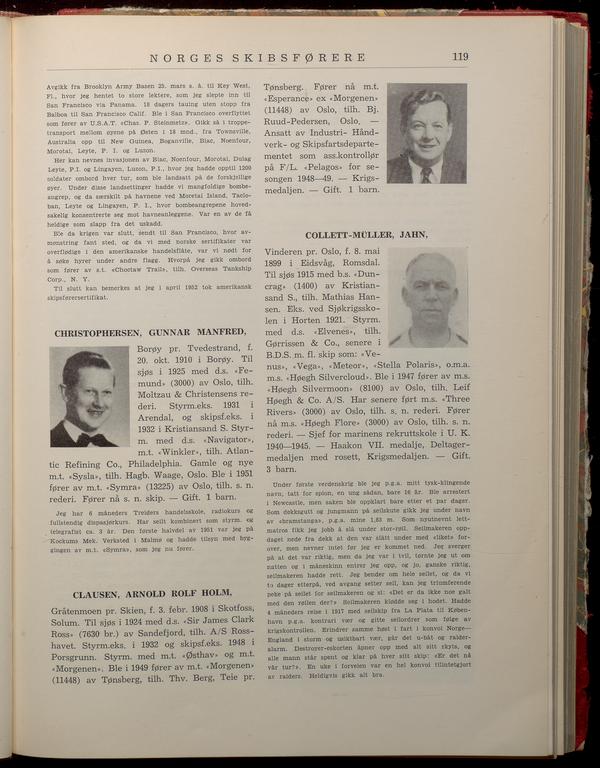 NORGES SKIBSFØRERE 119
Avgikk fra Brooklyn Army Basen 25. mars s. å. til Key West,
Fl., hvor jeg hentet to store lektere, som jeg slepte inn til
San Francisco via Panama. 18 dagers tauing uten stopp fra
Balboa til San Francisco Calif. Ble i San Francisco overflyttet
som fører av U.S.A.T. «Chas. P. Steinmetz». Gikk så i troppe-
transport mellom øyene på Østen i 18 mnd., fra Townsville,
Australia opp til New Guinea, Boganville, Biac, Noenfour,
Morotai, Leyte, P. I. og Luzon.
Her kan nevnes invasjonen av Biac, Noenfour, Morotai, Dulag
Leyte, P.I. og Lingayen, Luzon, P.I., hvor jeg hadde opptil 1200
soldater ombord hver tur, som ble landsatt på de forskjellige
øyer. Under disse landsettinger hadde vi mangfoldige bombe-
angrep, og da særskilt på havnene ved Morotai Island, Taclo-
ban, Leyte og Lingayen, P. I., hvor bombeangrepene hoved-
sakelig konsentrerte seg mot havneanleggene. Var en av de få
heldige som slapp fra det uskadd.
Ble da krigen var slutt, sendt til San Francisco, hvor av-
mønstring fant sted, og da vi med norske sertifikater var
overflødige i den amerikanske handelsflåte, var vi nødt for
å søke hyrer under andre flagg. Hvorpå jeg gikk ombord
som fører av s.t. «Choctaw Trail», tilh. Overseas Tankship
Corp., N. Y.
Til slutt kan bemerkes at jeg i april 1952 tok amerikansk
skipsførersertifikat.
CHRISTOPHERSEN, GUNNAR MANFRED,
Borøy pr. Tvedestrand, f.
20. okt. 1910 i Borøy. Til
sjøs i 1925 med d.s. «Fe-
mund» (3000) av Oslo, tilh.
Moltzau & Christensens re-
deri. Styrm.eks. 1931 i
Arendal, og skipsf.eks. i
1932 i Kristiansand S. Styr-
m. med d.s. «Navigator»,
m.t. «Winkler», tilh. Atlan-
tic Refining Co., Philadelphia. Gamle og nye
m.t. «Sysla», tilh. Hagb. Waage, Oslo. Ble i 1951
fører av m.t. «Symra» (13225) av Oslo, tilh. s. n.
rederi. Fører nå s. n. skip. — Gift. 1 barn.
Jeg har 6 måneders Treiders handelsskole, radiokurs og
fullstendig dispasjørkurs. Har seilt kombinert som styrm. og
telegrafist ca. 3 år. Den første halvdel av 1951 var jeg på
Kockums Mek. Verksted i Malmø og hadde tilsyn med byg-
gingen av m.t. «Symra», som jeg nu fører.
CLAUSEN, ARNOLD ROLF HOLM,
Gråtenmoen pr. Skien, f. 3. febr. 1908 i Skotfoss,
Solum. Til sjøs i 1924 med d.s. «Sir James Clark
Ross» (7630 br.) av Sandefjord, tilh. A/S Ross-
havet. Styrm.eks. i 1932 og skipsf.eks. 1948 i
Porsgrunn. Styrm. med m.t. «Østhav» og m.t.
«Morgenen». Ble i 1949 fører av m.t. «Morgenen»
(11448) av Tønsberg, tilh. Thv. Berg, Teie pr.
Tønsberg. Fører nå m.t.
«Esperance» ex «Morgenen»
(11448) av Oslo, tilh. Bj.
Ruud-Pedersen, Oslo, —
Ansatt av Industri- Hånd-
verk- og Skipsfartsdeparte-
mentet som ass.kontrollør
på F/L. «Pelagos» for se-
songen 1948—49. — Krigs-
medaljen. — Gift. 1 barn.
COLLETT-MÜLLER, JAHN,
Vinderen pr. Oslo, f. 8. mai
1899 i Eidsvåg, Romsdal.
Til sjøs 1915 med b.s. «Dun-
crag» (1400) av Kristian-
sand S., tilh. Mathias Han-
sen. Eks. ved Sjøkrigssko-
len i Horten 1921. Styrm.
med d.s. «Elvenes», tilh.
Gørrissen & Co., senere i
B.D.S. m. fl. skip som: «Ve-
nus», «Vega», «Meteor», «Stella Polaris», o.m.a.
m.s. «Høegh Silvercloud». Ble i 1947 fører av m.s.
«Høegh Silvermoon» (8100) av Oslo, tilh. Leif
Høegh & Co. A/S. Har senere ført m.s. «Three
Rivers» (3000) av Oslo, tilh. s. n. rederi. Fører
nå m.s. «Høegh Flore» (3000) av Oslo, tilh. s. n.
rederi. — Sjef for marinens rekruttskole i U. K.
1940—1945. — Haakon VII. medalje, Deltager-
medaljen med rosett, Krigsmedaljen. — Gift.
3 barn.
Under første verdenskrig ble jeg p.g.a. mitt tysk-klingende
navn, tatt for spion, en ung sådan, bare 16 år. Ble arrestert
i Newcastle, men saken ble oppklart bare etter et par dager.
Som dekksgutt og jungmann på seilskute gikk jeg under navn
av «bramstanga», p.g.a. mine 1,83 m. Som nyutnevnt lett-
matros fikk jeg jobb å slå under stor-røil. Seilmakeren opp-
daget nede fra dekk at den var slått under med «liket» for-
over, men nevner intet før jeg er kommet ned. Jeg sverger
på at det var riktig, men da jeg var i tvil, tørnte jeg ut om
natten og i måneskinn entrer jeg opp, og jo, ganske riktig,
seilmakeren hadde rett. Jeg bender om hele seilet, og da vi
to dager etterpå, ved avgang setter seil, kan jeg triumferende
peke på seilet for seilmakeren og si: «Det er da ikke noe galt
med den røilen der?» Seilmakeren klødde seg i hodet. Hadde
4 måneders reise i 1917 med seilskip fra La Plata til Køben-
havn p.g.a. kontrari vær og gitte seilordrer som følge av
krigskontrollen. Erindrer samme høst i fart i konvoi Norge—
England i storm og usiktbart vær, går det u-båt og raider-
alarm. Destroyer-eskorten åpner opp med alt sitt skyts, og
alle mann står spent og klar på hver sitt skip: «Er det nå
vår tur?». En uke i forveien var en hel konvoi tilintetgjort
av raiders. Heldigvis gikk alt bra.